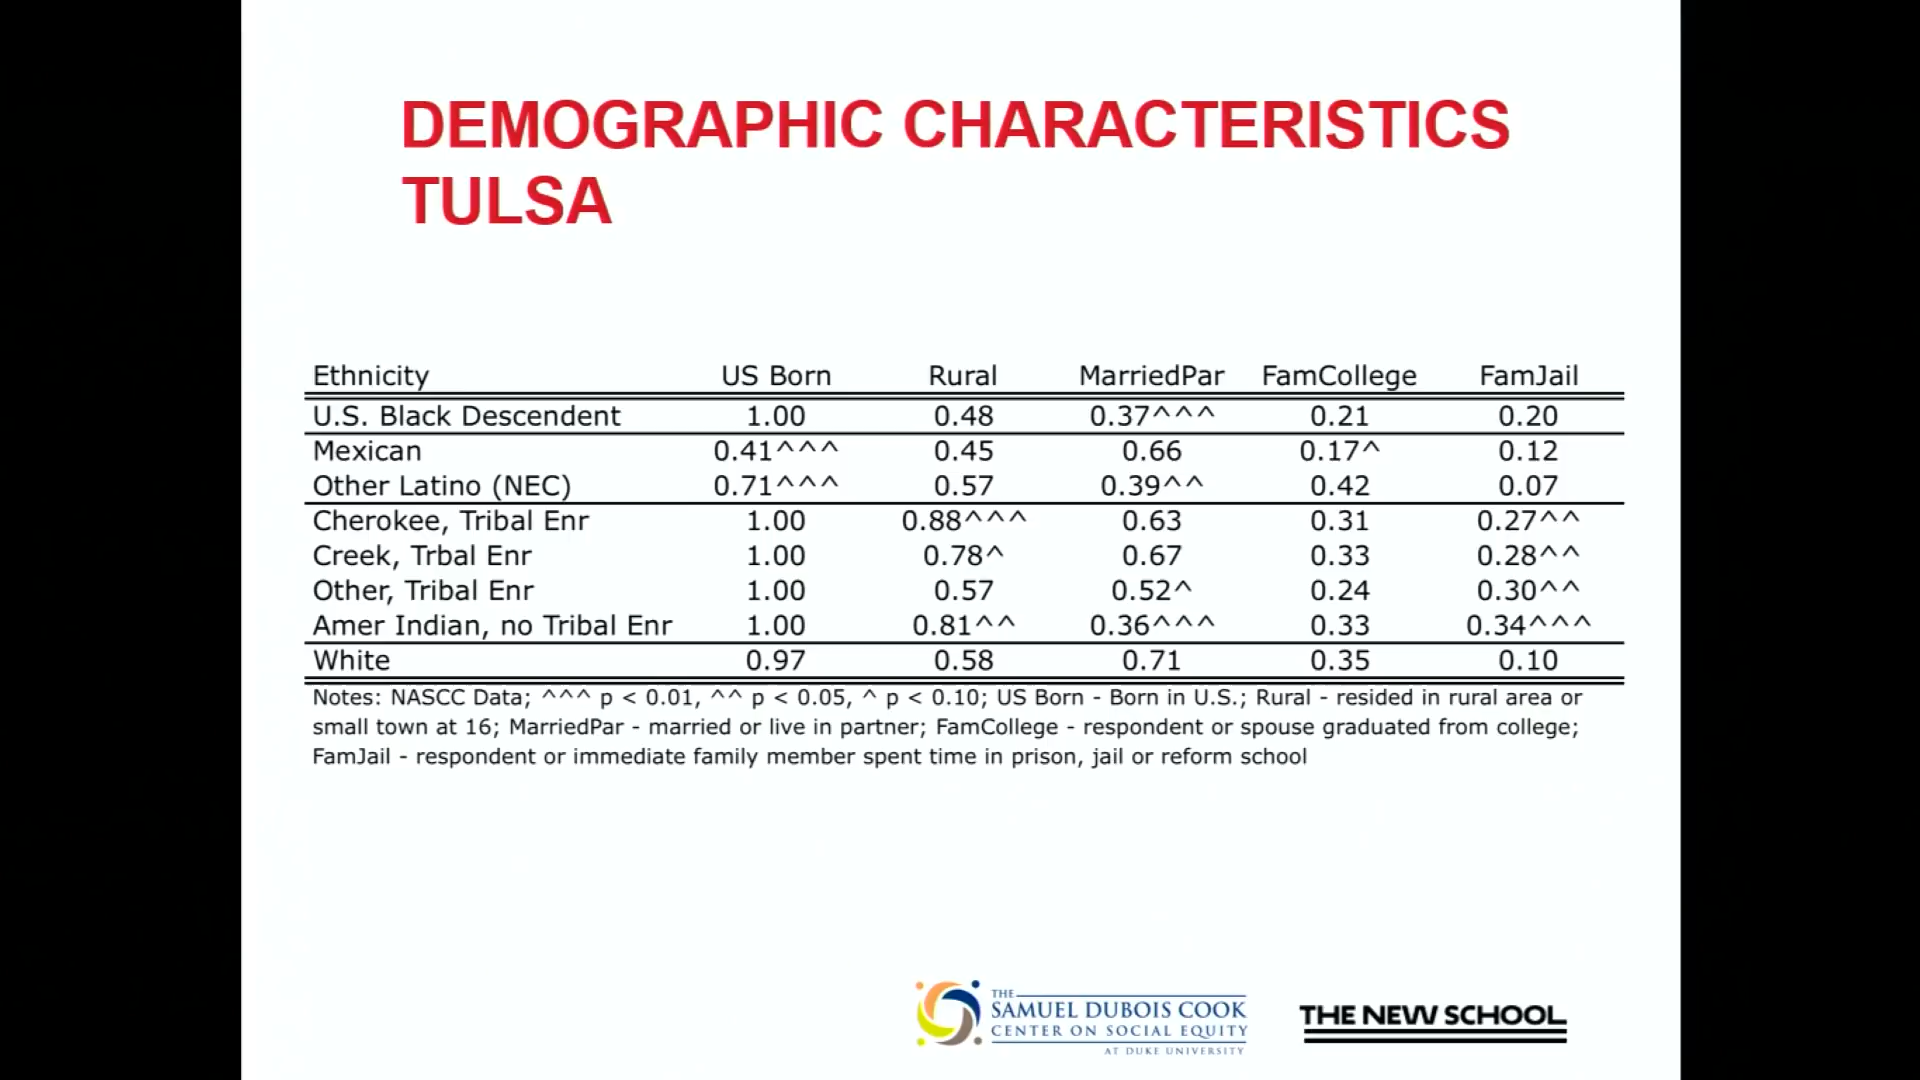 DEMOGRAPHIC CHARACTERISTICS
TULSA
Ethnicity US Born Rural MarriedPar FamCollege FamJail
U.S. Black Descendent 1.00 0.48 0.37^^^ 0.21 0.20
Mexican 0.41^^^ 0.45 0.66 0.17^ 0.12
Other Latino (NEC) 0.71^^^ 0.57 0.39^^ 0.42 0.07
Cherokee, Tribal Enr 1.00 0.88^^^ 0.63 0.31 0.27^^
Creek, Trbal Enr 1.00 0.78^ 0.67 0.33 0.28^^
Other, Tribal Enr 1.00 0.57 0.52^ 0.24 0.30^^
Amer Indian, no Tribal Enr 1.00 0.81^^ 0.36^^^ 0.33 0.34^^^
White 0.97 0.58 0.71 0.35 0.10
Notes: NASCC Data; ^^^ p < 0.01, ^^ p < 0.05, ^ p < 0.10; US Born - Born in U.S.; Rural - resided in rural area or
small town at 16; MarriedPar - married or live in partner; FamCollege - respondent or spouse graduated from college;
FamJail - respondent or immediate family member spent time in prison, jail or reform school
THE
SAMUEL DUBOIS COOK
CENTER ON SOCIAL EQUITY
AT DUKE UNIVERSITY
THE NEW SCHOOL